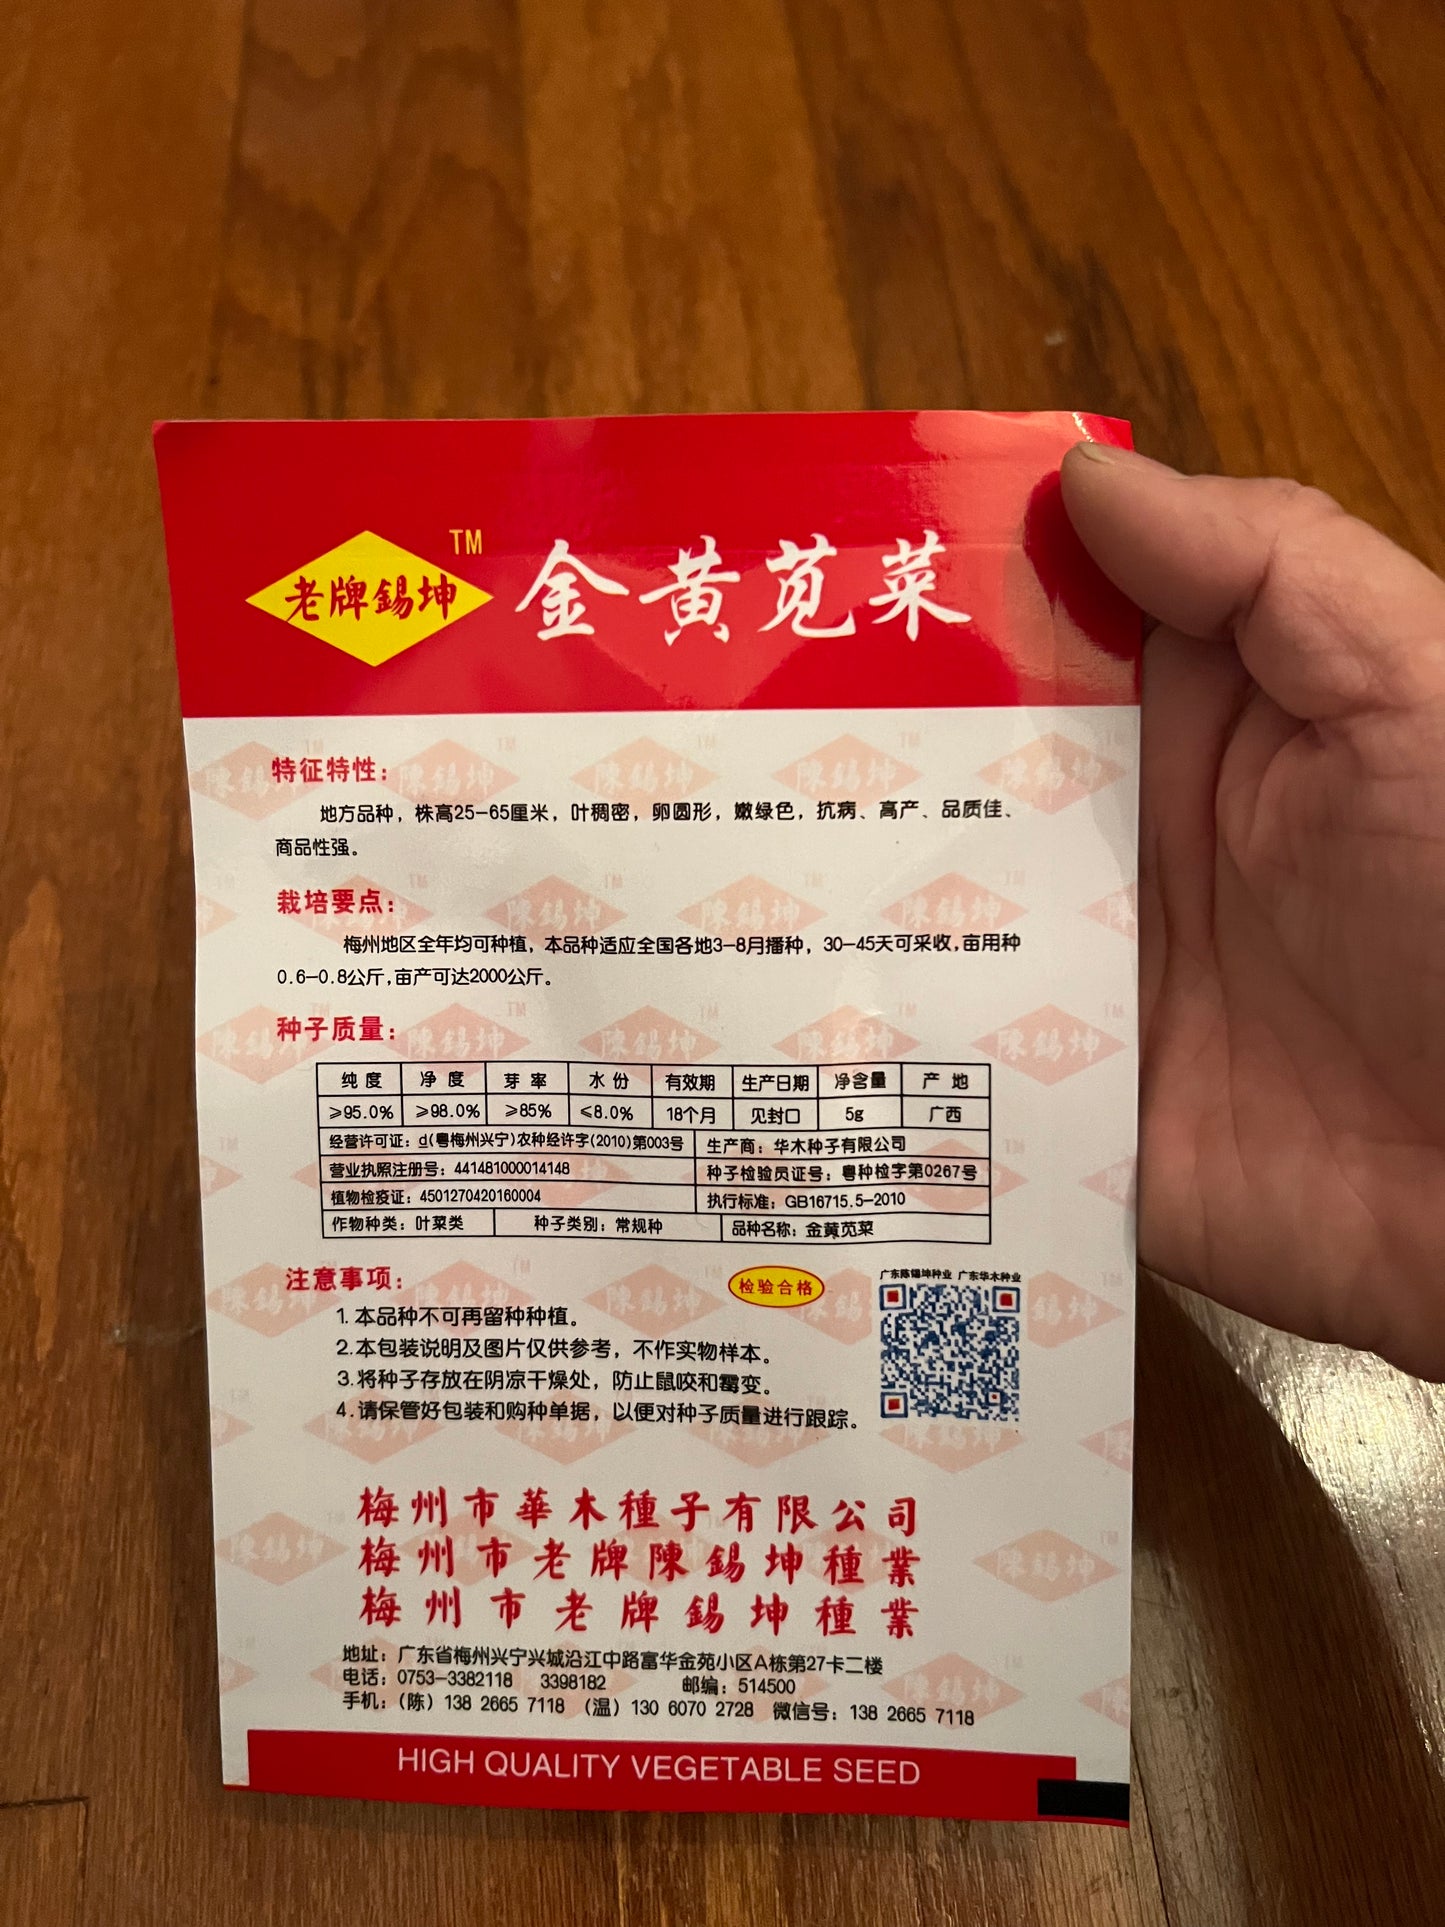 老牌錫坤 TM 金黄苋菜
特征特性:
地方品种，株高25-65厘米，叶稠密，卵圆形，嫩绿色，抗病、高产、品质佳、
商品性强。
栽培要点:
梅州地区全年均可种植，本品种适应全国各地3-8月播种，30-45天可采收,亩用种
0.6-0.8公斤,亩产可达2000公斤。
种子质量:
纯度 净度 芽率 水份 有效期 生产日期 净含量 产地
≥95.0% ≥98.0% ≥85% ≤8.0% 18个月 见封口 5g 广西
经营许可证: d(粤梅州兴宁)农种经许字(2010)第003号 生产商: 华木种子有限公司
营业执照注册号: 441481000014148 种子检验员证号: 粤种检字第0267号
植物检疫证: 4501270420160004 执行标准: GB16715.5-2010
作物种类: 叶菜类 种子类别: 常规种 品种名称: 金黄苋菜
注意事项:
检验合格
广东陈锡坤种业 广东华木种业
1.本品种不可再留种种植。
2.本包装说明及图片仅供参考，不作实物样本。
3.将种子存放在阴凉干燥处，防止鼠咬和霉变。
4.请保管好包装和购种单据，以便对种子质量进行跟踪。
梅州市華木種子有限公司
梅州市老牌陳錫坤種業
梅州市老牌錫坤種業
地址: 广东省梅州兴宁兴城沿江中路富华金苑小区A栋第27卡二楼
电话: 0753-3382118 3398182 邮编: 514500
手机: (陈) 138 2665 7118 (温) 130 6070 2728 微信号: 138 2665 7118
HIGH QUALITY VEGETABLE SEED